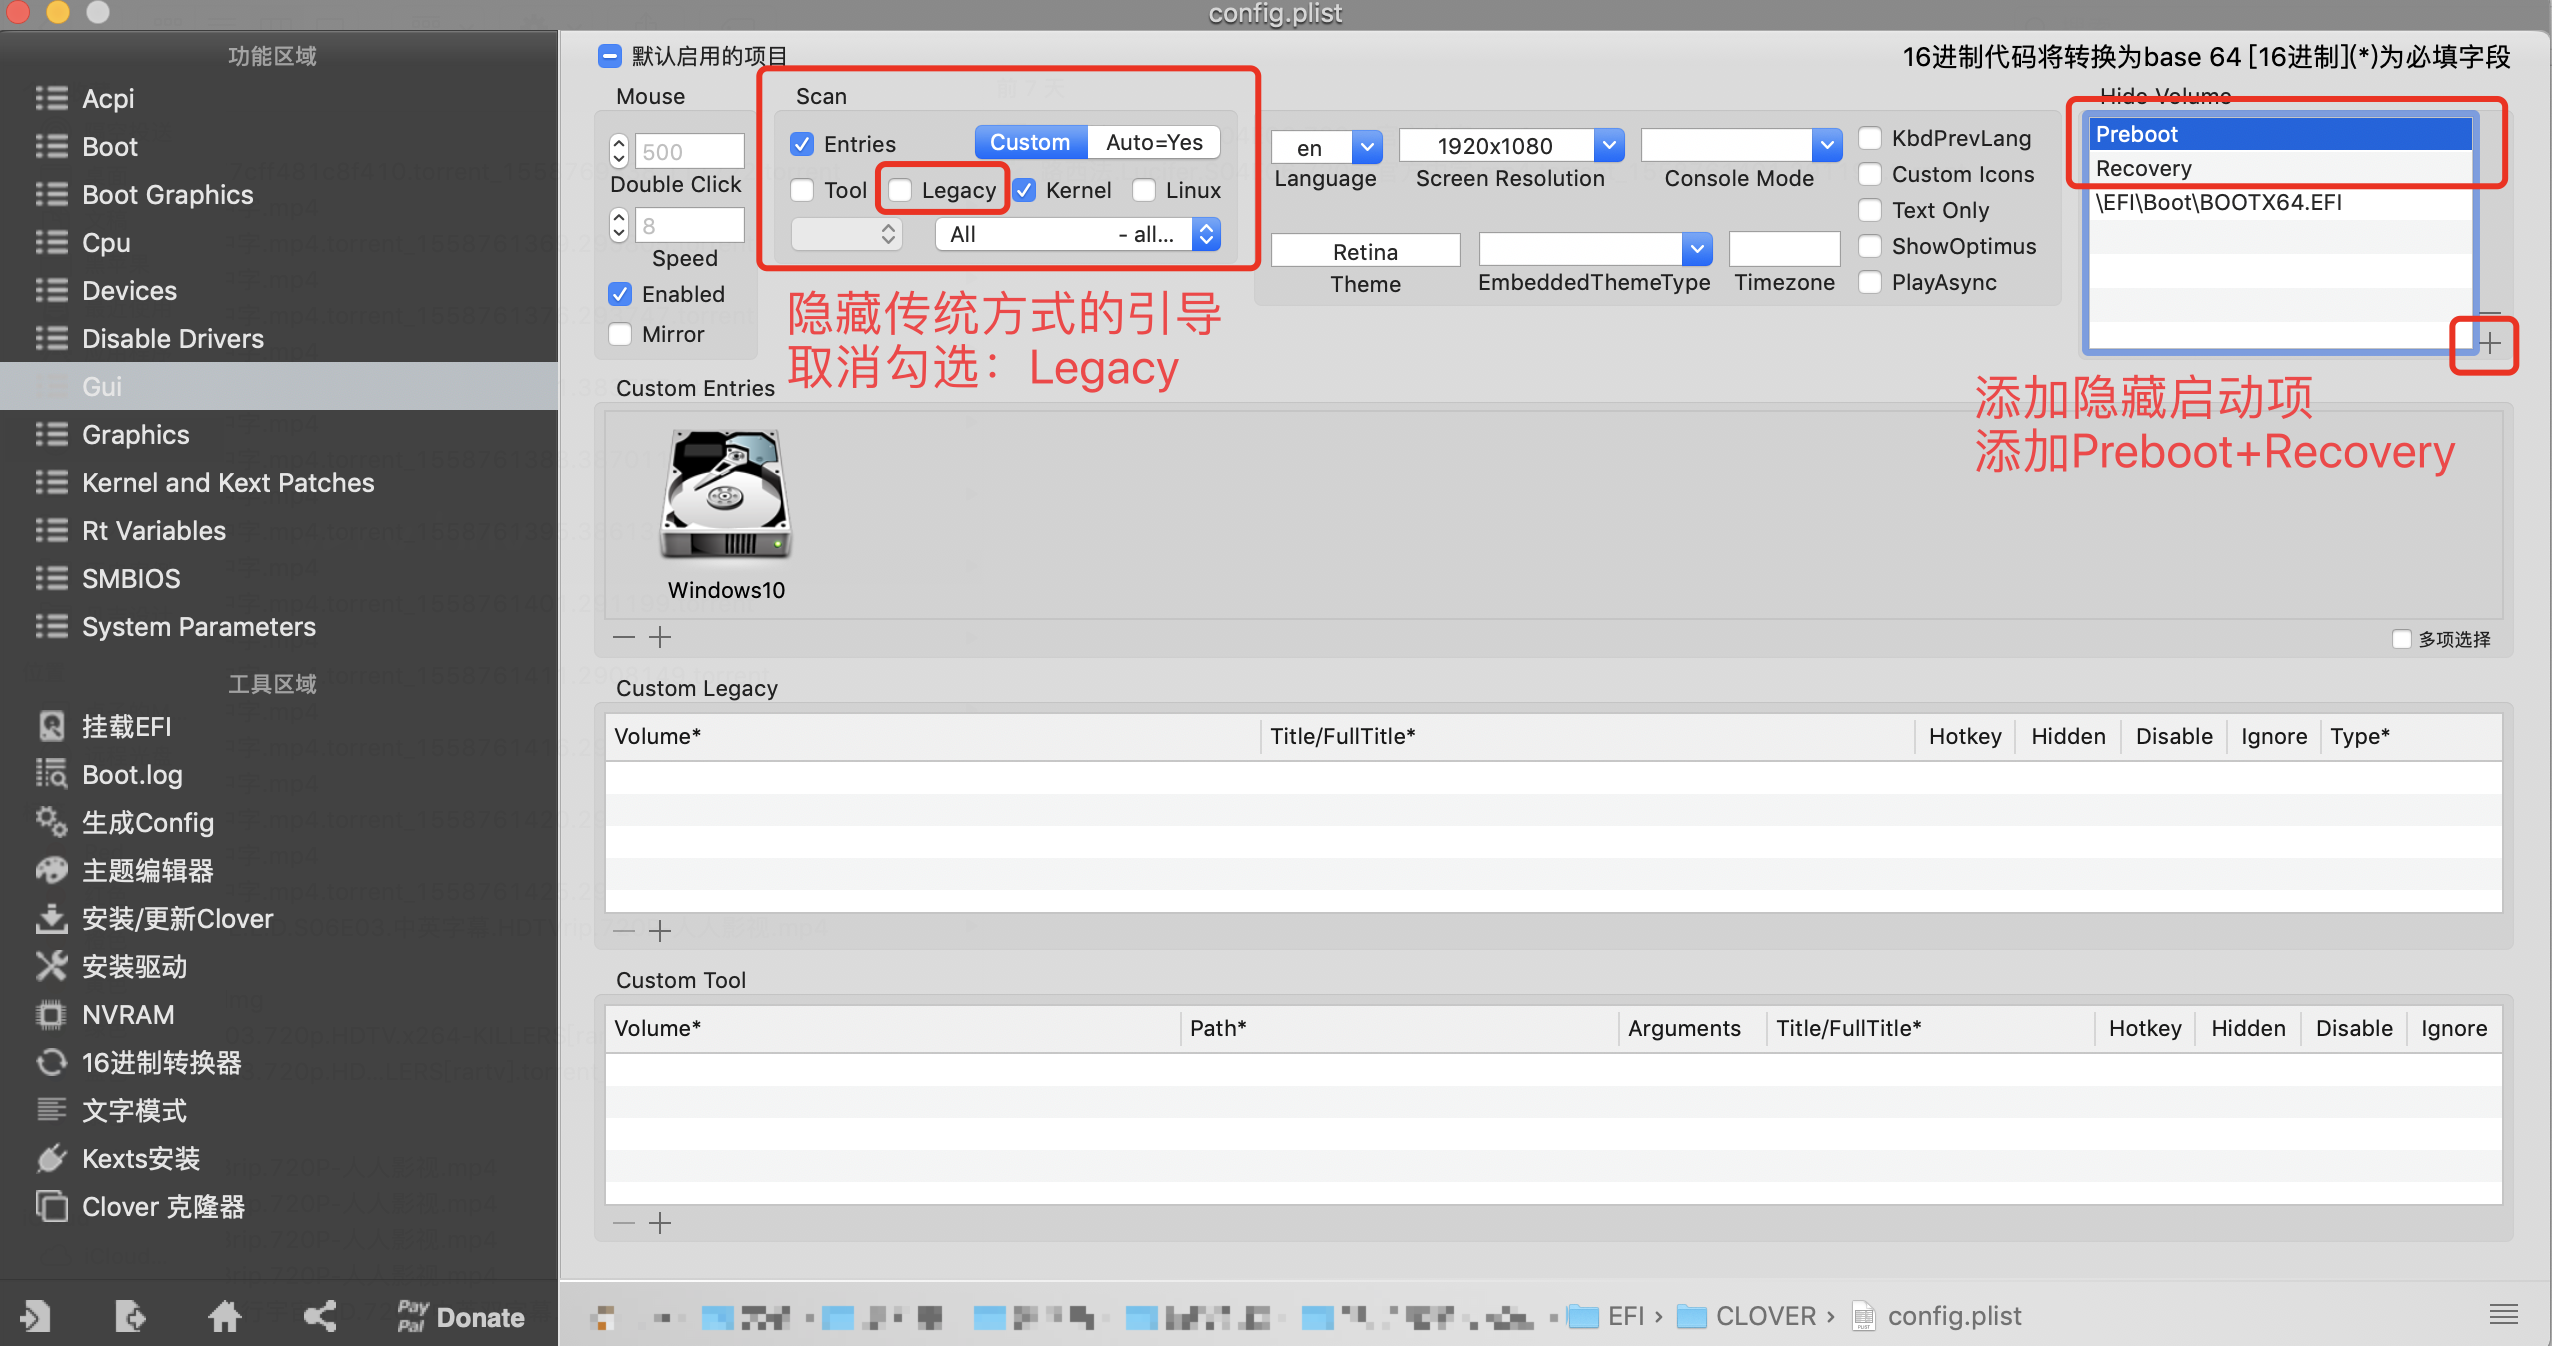 config.plist
功能区域
Acpi
Boot
Boot Graphics
Cpu
Devices
Disable Drivers
Gui
Graphics
Kernel and Kext Patches
Rt Variables
SMBIOS
System Parameters
工具区域
挂载EFI
Boot.log
生成Config
主题编辑器
安装/更新Clover
安装驱动
NVRAM
16进制转换器
文字模式
Kexts安装
Clover 克隆器
Pay Pal Donate
默认启用的项目
16进制代码将转换为base 64 [16进制](*)为必填字段
Mouse
500
Double Click
8
Speed
Enabled
Mirror
Scan
Entries
Custom
Auto=Yes
Tool
Legacy
Kernel
Linux
All - all...
隐藏传统方式的引导
取消勾选：Legacy
en
Language
1920x1080
Screen Resolution
Console Mode
Retina
Theme
EmbeddedThemeType
Timezone
KbdPrevLang
Custom Icons
Text Only
ShowOptimus
PlayAsync
Hide Volume
Preboot
Recovery
\EFI\Boot\BOOTX64.EFI
添加隐藏启动项
添加Preboot+Recovery
Custom Entries
Windows10
多项选择
Custom Legacy
Volume* Title/FullTitle* Hotkey Hidden Disable Ignore Type*
Custom Tool
Volume* Path* Arguments Title/FullTitle* Hotkey Hidden Disable Ignore
EFI › CLOVER › config.plist